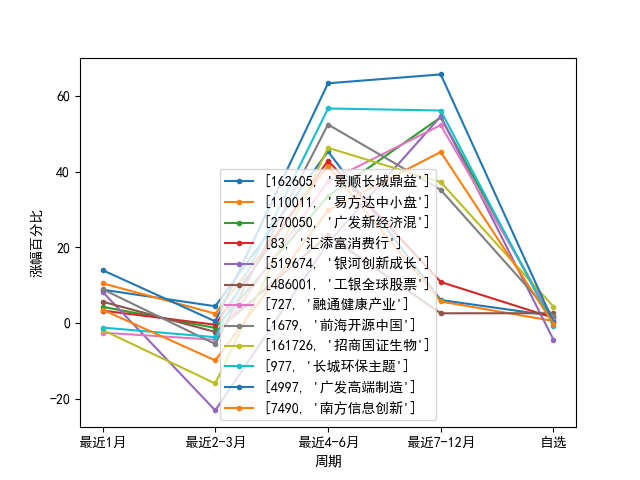 涨幅百分比
60
40
20
0
−20
[162605, '景顺长城鼎益']
[110011, '易方达中小盘']
[270050, '广发新经济混']
[83, '汇添富消费行']
[519674, '银河创新成长']
[486001, '工银全球股票']
[727, '融通健康产业']
[1679, '前海开源中国']
[161726, '招商国证生物']
[977, '长城环保主题']
[4997, '广发高端制造']
[7490, '南方信息创新']
最近1月 最近2-3月 最近4-6月 最近7-12月 自选
周期